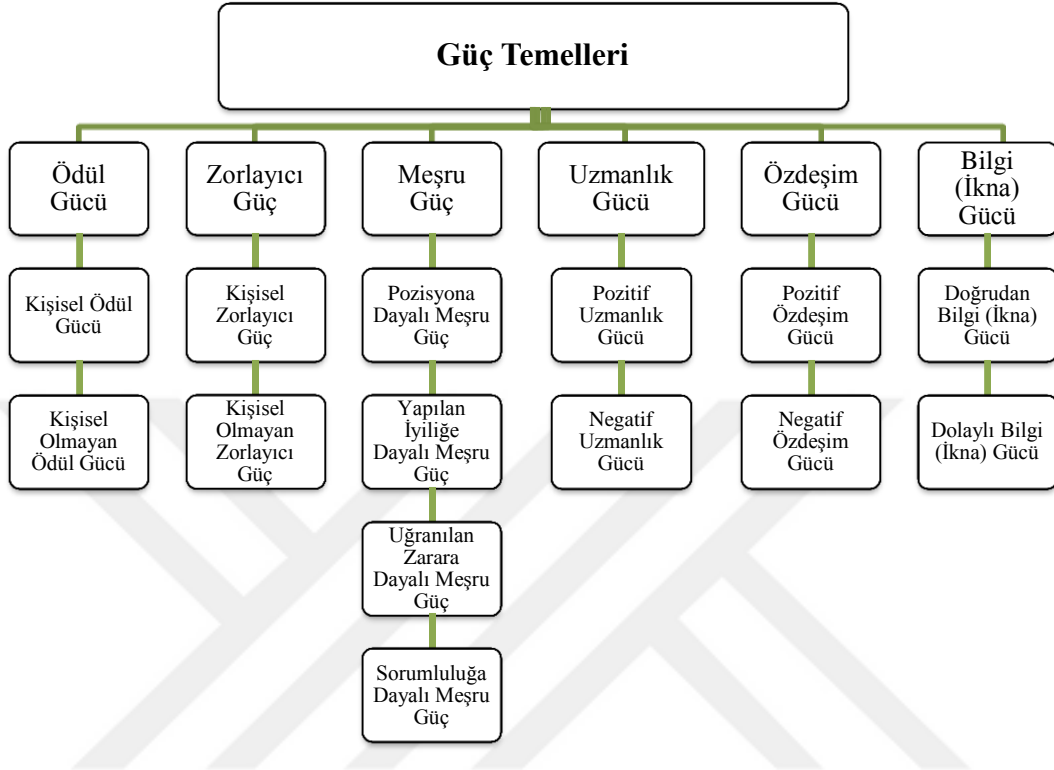 Güç Temelleri
Ödül
Gücü
Kişisel Ödül
Gücü
Kişisel
Olmayan
Ödül Gücü
Zorlayıcı
Güç
Kişisel
Zorlayıcı
Güç
Kişisel
Olmayan
Zorlayıcı
Güç
Meşru
Güç
Pozisyona
Dayalı Meşru
Güç
Yapılan
İyiliğe
Dayalı Meşru
Güç
Uğranılan
Zarara
Dayalı Meşru
Güç
Sorumluluğa
Dayalı Meşru
Güç
Uzmanlık
Gücü
Pozitif
Uzmanlık
Gücü
Negatif
Uzmanlık
Gücü
Özdeşim
Gücü
Pozitif
Özdeşim
Gücü
Negatif
Özdeşim
Gücü
Bilgi
(İkna)
Gücü
Doğrudan
Bilgi (İkna)
Gücü
Dolaylı Bilgi
(İkna) Gücü